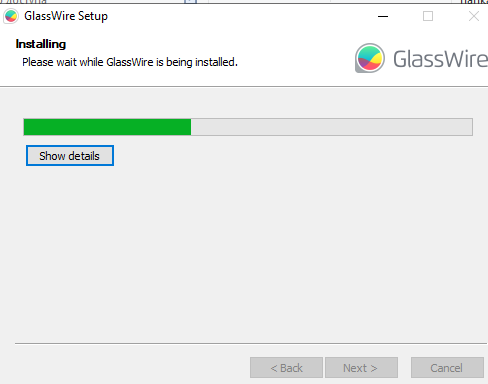 GlassWire Setup
Installing
Please wait while GlassWire is being installed.
GlassWire
Show details
< Back
Next >
Cancel